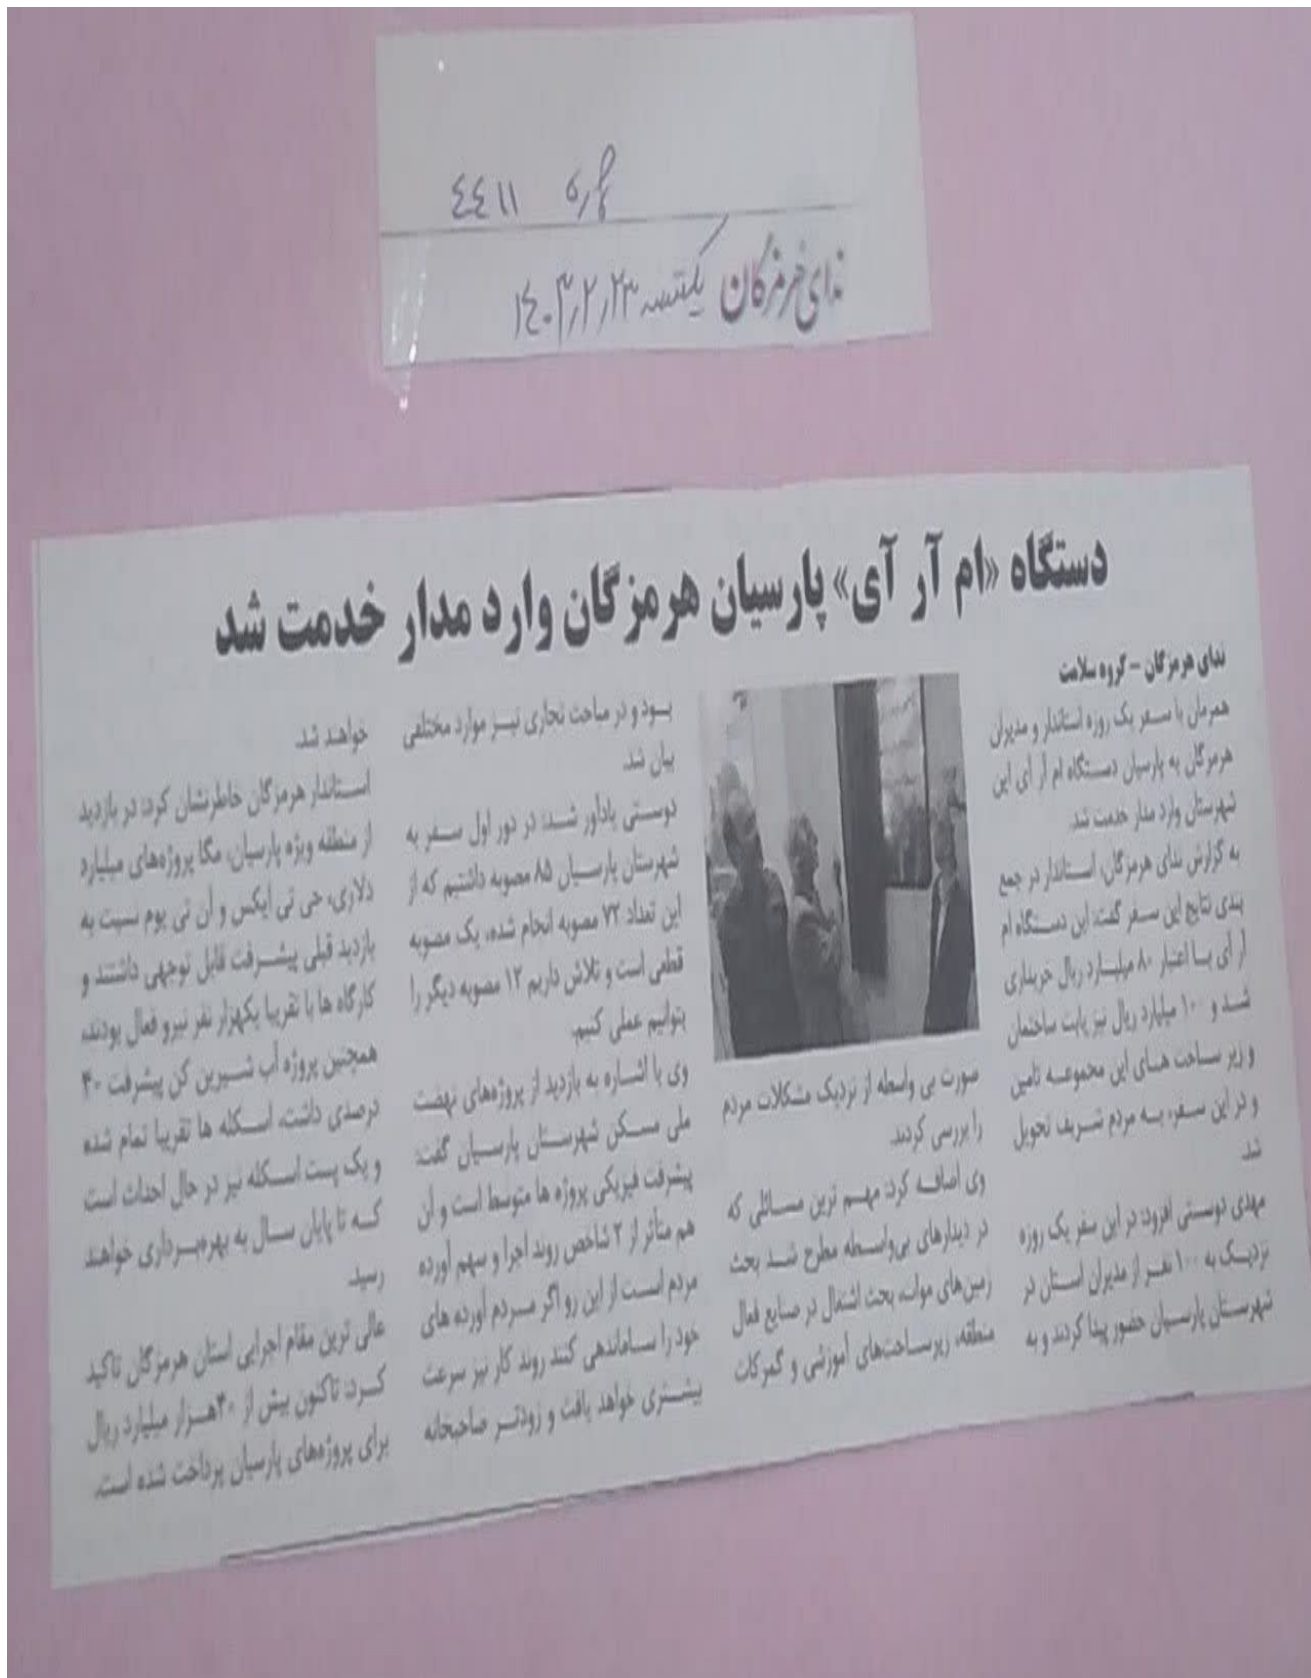 شماره ٤٤١١
ندای هرمزگان یکشنبه ١٤٠٣٫٢٫٢٣
دستگاه «ام آر آی» پارسیان هرمزگان وارد مدار خدمت شد
ندای هرمزگان - گروه سلامت
همزمان با سفر یک روزه استاندار و مدیران
هرمزگان به پارسیان دستگاه ام آر آی این
شهرستان وارد مدار خدمت شد.
به گزارش ندای هرمزگان، استاندار در جمع
بندی نتایج این سفر گفت: این دستگاه ام
آر آی با اعتبار ۸۰ میلیارد ریال خریداری
شد و ۱۰۰ میلیارد ریال نیز بابت ساختمان
و زیر ساخت های این مجموعه تامین
و در این سفر، به مردم شریف تحویل
شد.
مهدی دوستی افزود: در این سفر یک روزه
نزدیک به ۱۰۰ نفر از مدیران استان در
شهرستان پارسیان حضور پیدا کردند و به
صورت بی واسطه از نزدیک مشکلات مردم
را بررسی کردند.
وی اضافه کرد: مهم ترین مسائلی که
در دیدارهای بی‌واسطه مطرح شد بحث
زمین‌های موات، بحث اشتغال در صنایع فعال
منطقه، زیرساخت‌های آموزشی و گمرکات
بود و در مباحث تجاری نیز موارد مختلفی
بیان شد.
دوستی یادآور شد: در دور اول سفر به
شهرستان پارسیان ۸۵ مصوبه داشتیم که از
این تعداد ۷۲ مصوبه انجام شده، یک مصوبه
قطعی است و تلاش داریم ۱۲ مصوبه دیگر را
بتوانیم عملی کنیم.
وی با اشاره به بازدید از پروژه‌های نهضت
ملی مسکن شهرستان پارسیان گفت:
پیشرفت فیزیکی پروژه ها متوسط است و آن
هم متأثر از ۲ شاخص روند اجرا و سهم آورده
مردم است از این رو اگر مردم آورده های
خود را ساماندهی کنند روند کار نیز سرعت
بیشتری خواهد یافت و زودتر صاحبخانه
خواهند شد.
استاندار هرمزگان خاطرنشان کرد: در بازدید
از منطقه ویژه پارسیان، مگا پروژه‌های میلیارد
دلاری، جی تی ایکس و آن تی یوم نسبت به
بازدید قبلی پیشرفت قابل توجهی داشتند و
کارگاه ها با تقریبا یکهزار نفر نیرو فعال بودند،
همچنین پروژه آب شیرین کن پیشرفت ۴۰
درصدی داشت، اسکله ها تقریبا تمام شده
و یک پست اسکله نیز در حال احداث است
که تا پایان سال به بهره‌برداری خواهند
رسید.
عالی ترین مقام اجرایی استان هرمزگان تاکید
کرد: تاکنون بیش از ۴۰هزار میلیارد ریال
برای پروژه‌های پارسیان پرداخت شده است.